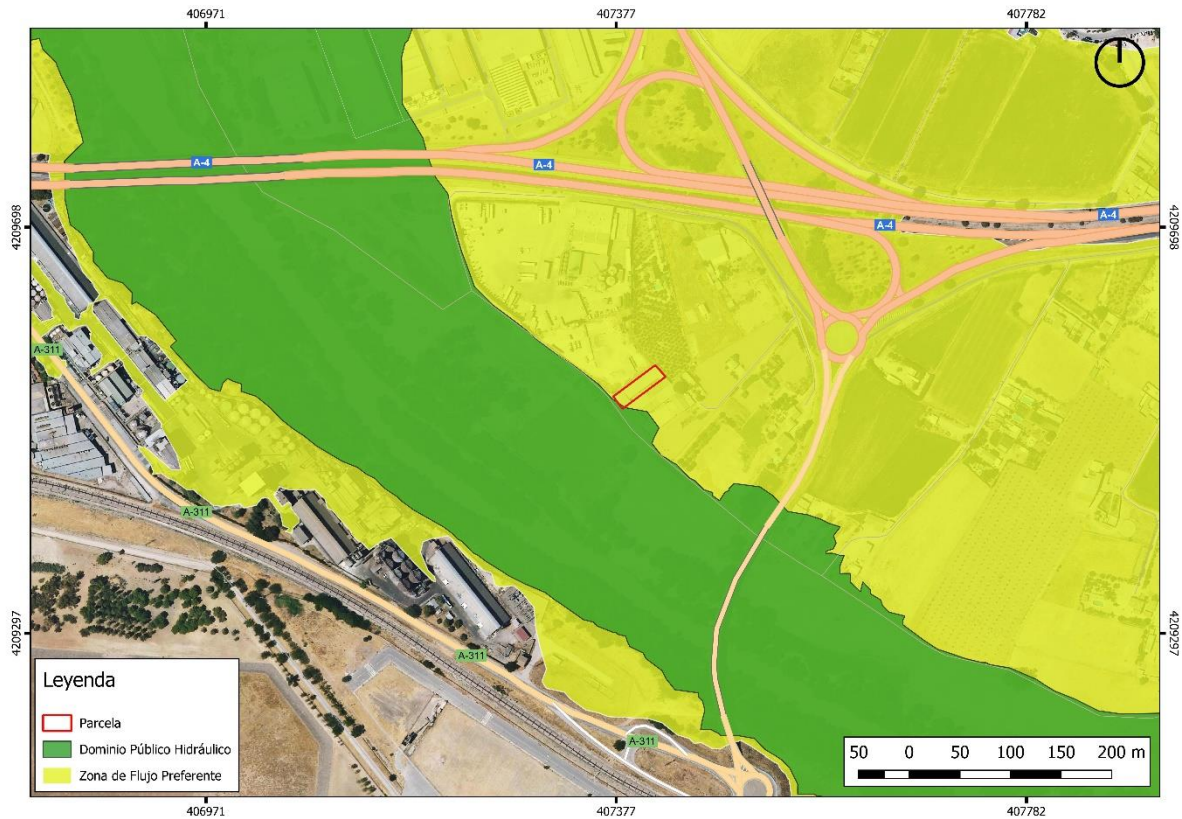 406971
407377
407782
A-4
A-4
A-4
A-4
4209698
4209698
A-311
A-311
4209297
4209297
A-311
A-311
Leyenda
Parcela
Dominio Público Hidráulico
Zona de Flujo Preferente
50 0 50 100 150 200 m
406971
407377
407782